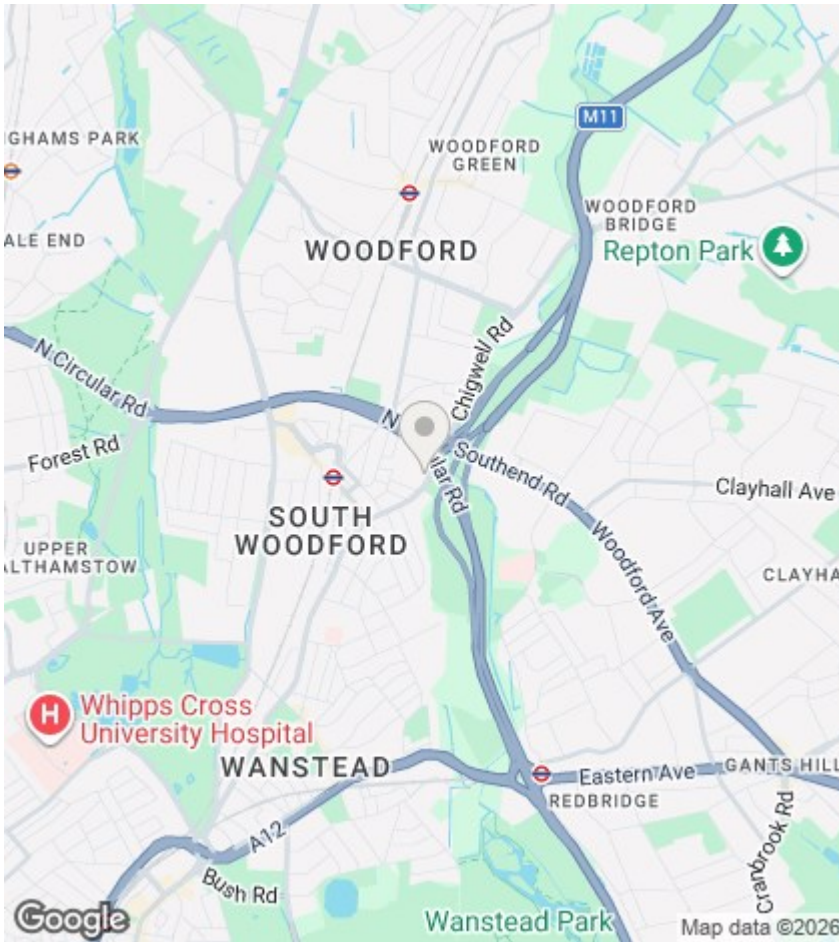 M11
WOODFORD
GREEN
GHAMS PARK
WOODFORD
BRIDGE
ALE END
WOODFORD
Repton Park
Chigwell Rd
N Circular Rd
N
ular Rd
Southend Rd
Forest Rd
Clayhall Ave
SOUTH
WOODFORD
UPPER
ALTHAMSTOW
Woodford Ave
CLAYHA
H
Whipps Cross
University Hospital
WANSTEAD
Eastern Ave
GANTS HILL
REDBRIDGE
A12
Cranbrook Rd
Bush Rd
Google
Wanstead Park
Map data ©2026